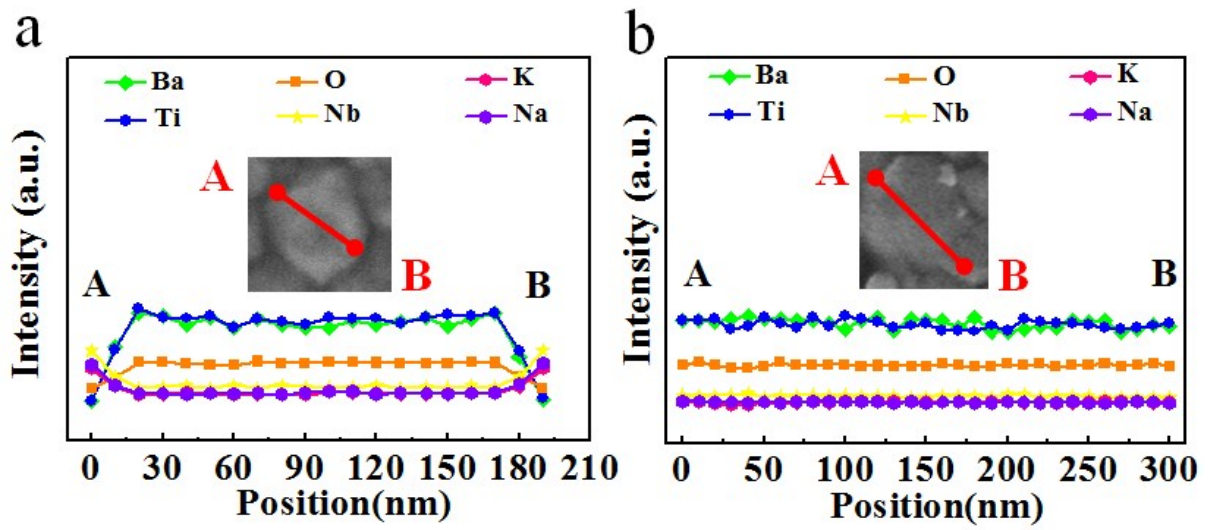 a
Ba O K
Ti Nb Na
A
B
A B
Intensity (a.u.)
0 30 60 90 120 150 180 210
Position(nm)
b
Ba O K
Ti Nb Na
A
B
A B
Intensity (a.u.)
0 50 100 150 200 250 300
Position(nm)